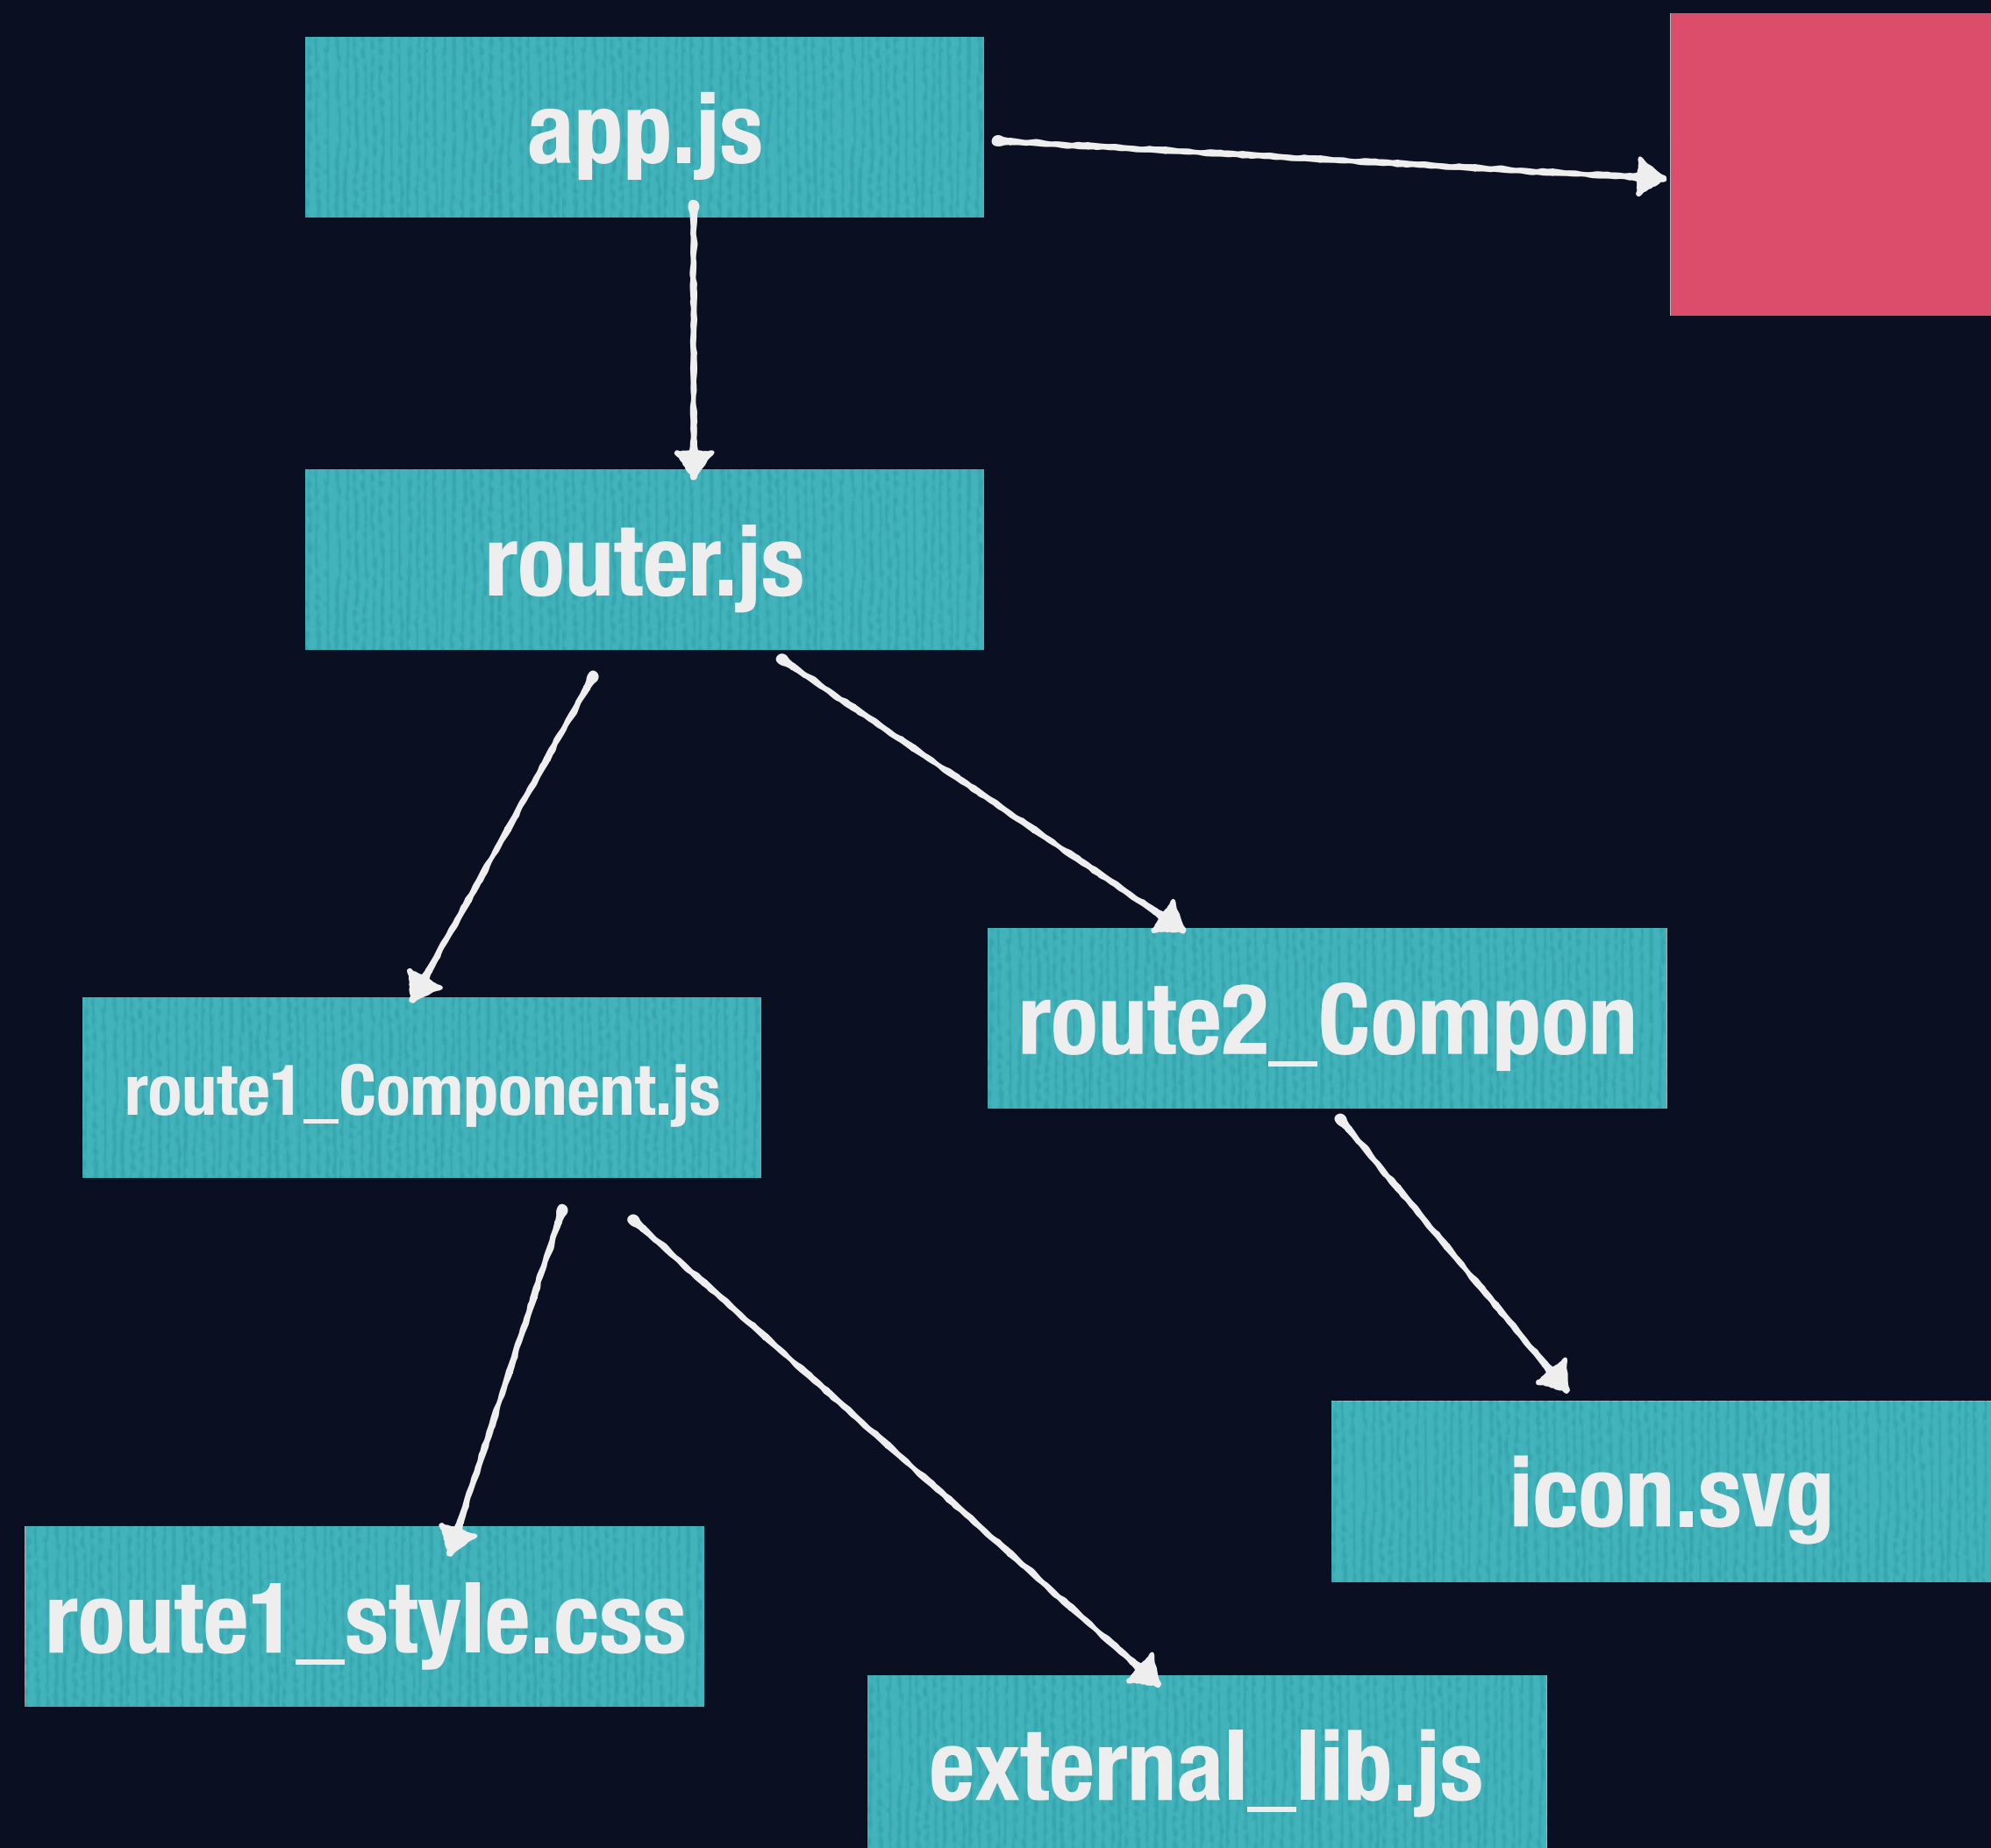 app.js
router.js
route2_Compon
route1_Component.js
icon.svg
route1_style.css
external_lib.js